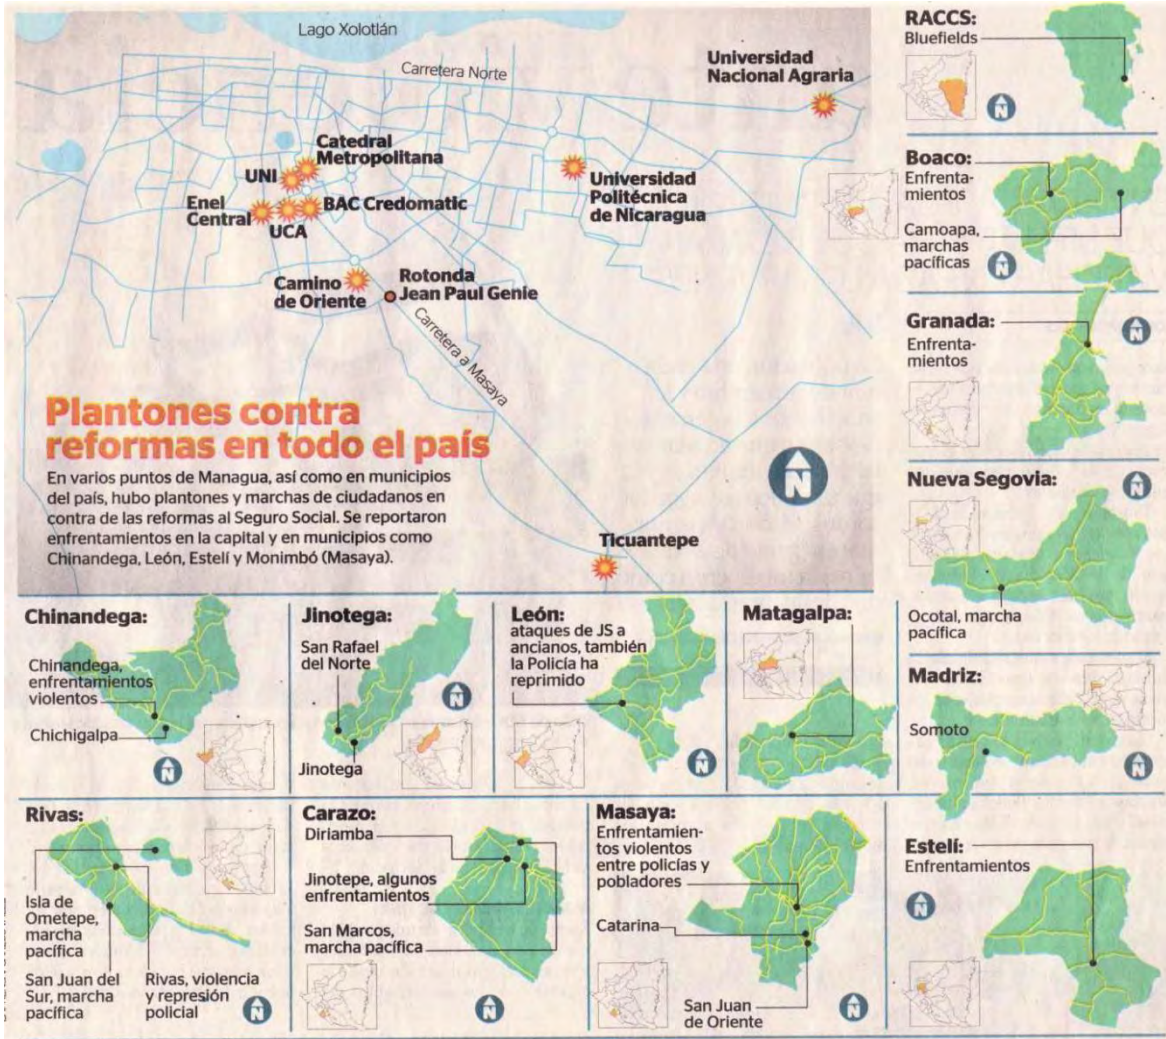 Lago Xolotlán
Carretera Norte
Universidad
Nacional Agraria
Catedral
Metropolitana
UNI
Enel
Central
BAC Credomatic
UCA
Universidad
Politécnica
de Nicaragua
Camino
de Oriente
Rotonda
Jean Paul Genie
Carretera a Masaya
Plantones contra
reformas en todo el país
En varios puntos de Managua, así como en municipios
del país, hubo plantones y marchas de ciudadanos en
contra de las reformas al Seguro Social. Se reportaron
enfrentamientos en la capital y en municipios como
Chinandega, León, Estelí y Monimbó (Masaya).
N
Ticuantepe
RACCS:
Bluefields
N
Boaco:
Enfrenta-
mientos
Camoapa,
marchas
pacíficas
N
Granada:
Enfrenta-
mientos
N
Nueva Segovia:
N
Ocotal, marcha
pacífica
Madriz:
Somoto
N
Chinandega:
Chinandega,
enfrentamientos
violentos
Chichigalpa
N
Jinotega:
San Rafael
del Norte
Jinotega
N
León:
ataques de JS a
ancianos, también
la Policía ha
reprimido
N
Matagalpa:
N
Rivas:
Isla de
Ometepe,
marcha
pacífica
San Juan del
Sur, marcha
pacífica
Rivas, violencia
y represión
policial
N
Carazo:
Diriamba
Jinotepe, algunos
enfrentamientos
San Marcos,
marcha pacífica
N
Masaya:
Enfrentamien-
tos violentos
entre policías y
pobladores
Catarina
San Juan
de Oriente
N
Estelí:
Enfrentamientos
N